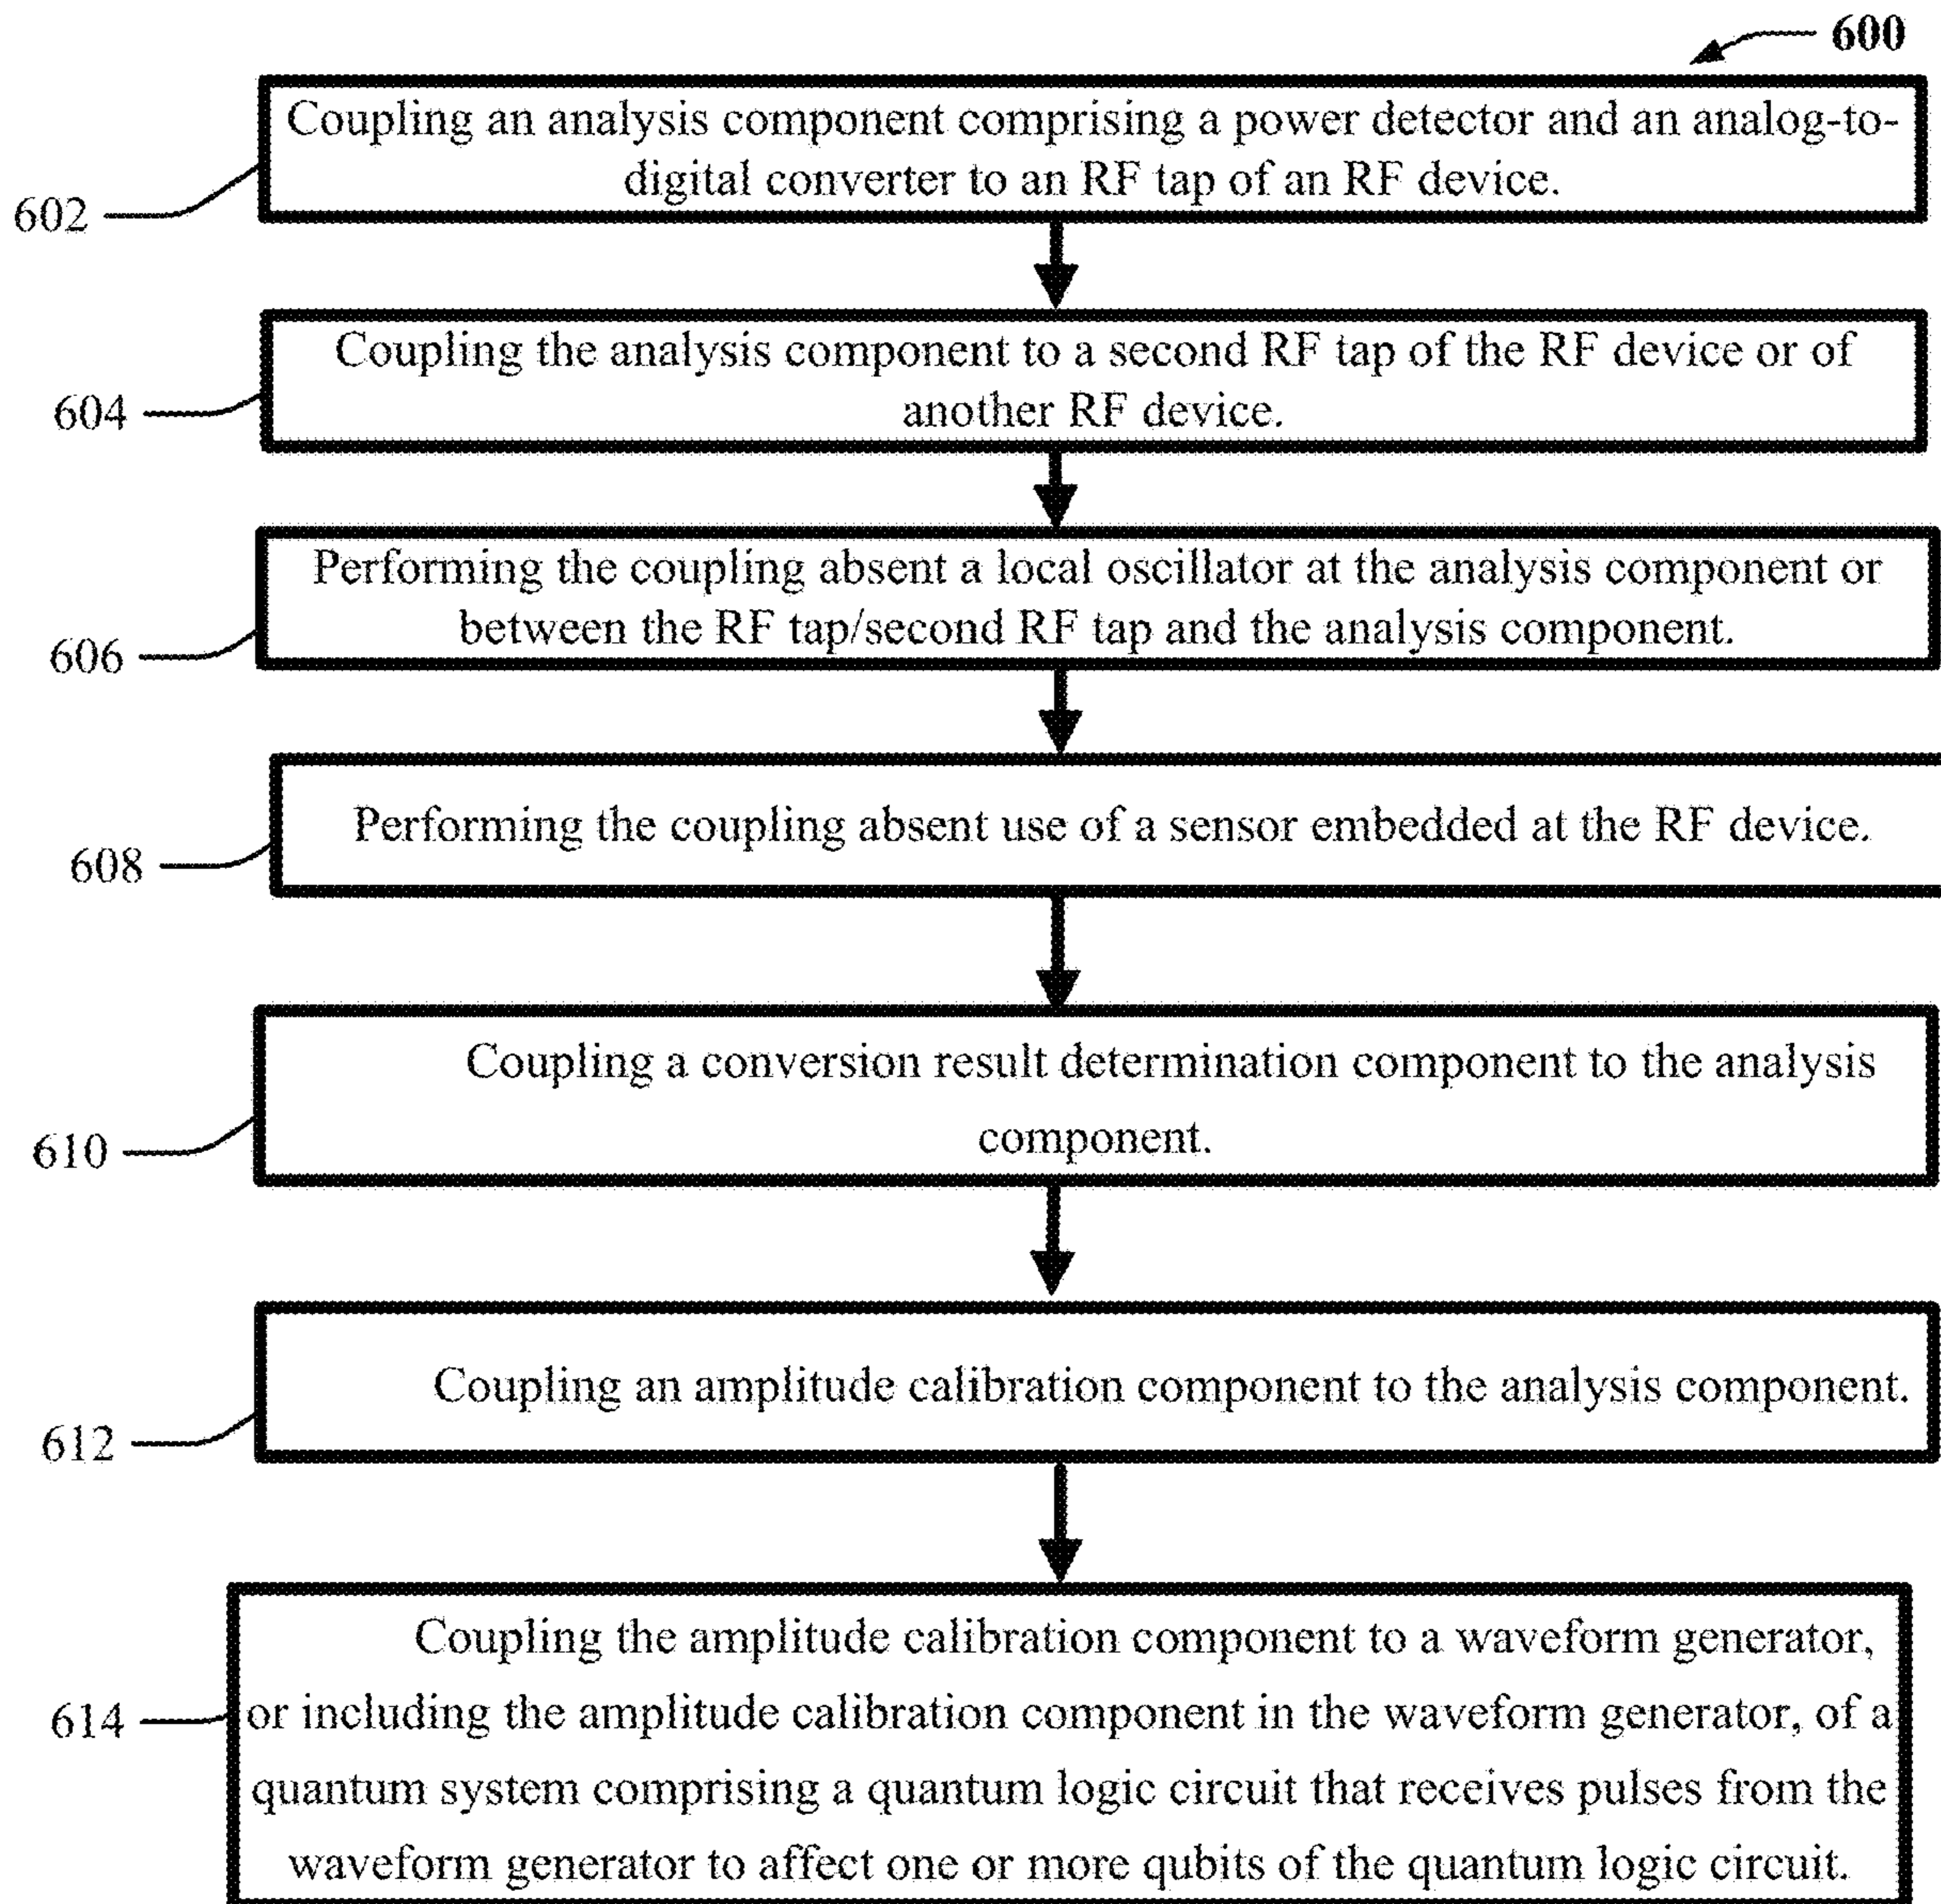 600
Coupling an analysis component comprising a power detector and an analog-to-
digital converter to an RF tap of an RF device.
602
Coupling the analysis component to a second RF tap of the RF device or of
another RF device.
604
Performing the coupling absent a local oscillator at the analysis component or
between the RF tap/second RF tap and the analysis component.
606
Performing the coupling absent use of a sensor embedded at the RF device.
608
Coupling a conversion result determination component to the analysis
component.
610
Coupling an amplitude calibration component to the analysis component.
612
Coupling the amplitude calibration component to a waveform generator,
or including the amplitude calibration component in the waveform generator, of a
quantum system comprising a quantum logic circuit that receives pulses from the
waveform generator to affect one or more qubits of the quantum logic circuit.
614